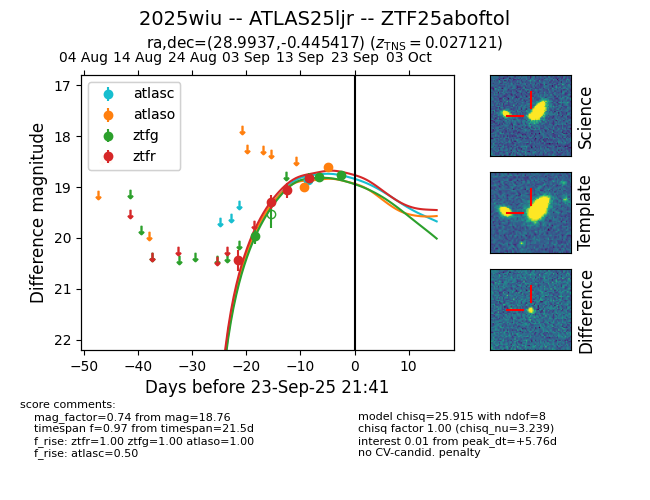 2025wiu -- ATLAS25ljr -- ZTF25aboftol
ra,dec=(28.9937,-0.445417) (z_TNS = 0.027121)
04 Aug 14 Aug 24 Aug 03 Sep 13 Sep 23 Sep 03 Oct
atlasc
atlaso
ztfg
ztfr
17
18
19
20
21
22
Difference magnitude
−50 −40 −30 −20 −10 0 10
Days before 23-Sep-25 21:41
Science
Template
Difference
score comments:
mag_factor=0.74 from mag=18.76
timespan f=0.97 from timespan=21.5d
f_rise: ztfr=1.00 ztfg=1.00 atlaso=1.00
f_rise: atlasc=0.50
model chisq=25.915 with ndof=8
chisq factor 1.00 (chisq_nu=3.239)
interest 0.01 from peak_dt=+5.76d
no CV-candid. penalty